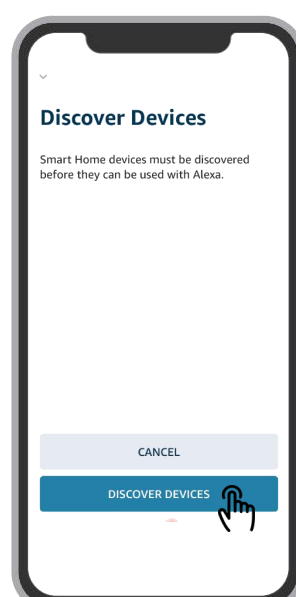 Discover Devices
Smart Home devices must be discovered
before they can be used with Alexa.
CANCEL
DISCOVER DEVICES